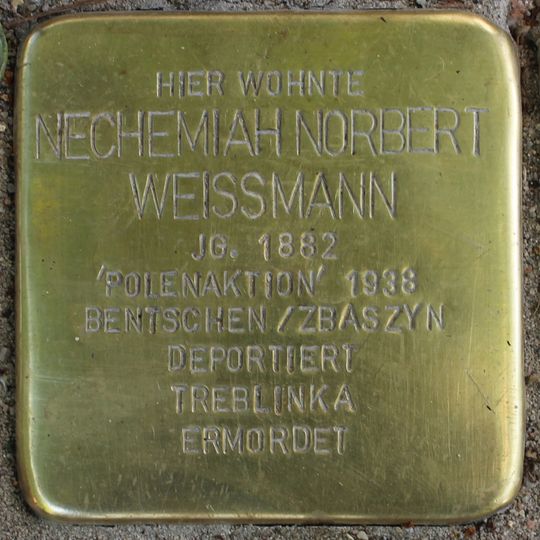 HIER WOHNTE
NECHEMIAH NORBERT
WEISSMANN
JG. 1882
'POLENAKTION' 1938
BENTSCHEN/ZBASZYN
DEPORTIERT
TREBLINKA
ERMORDET